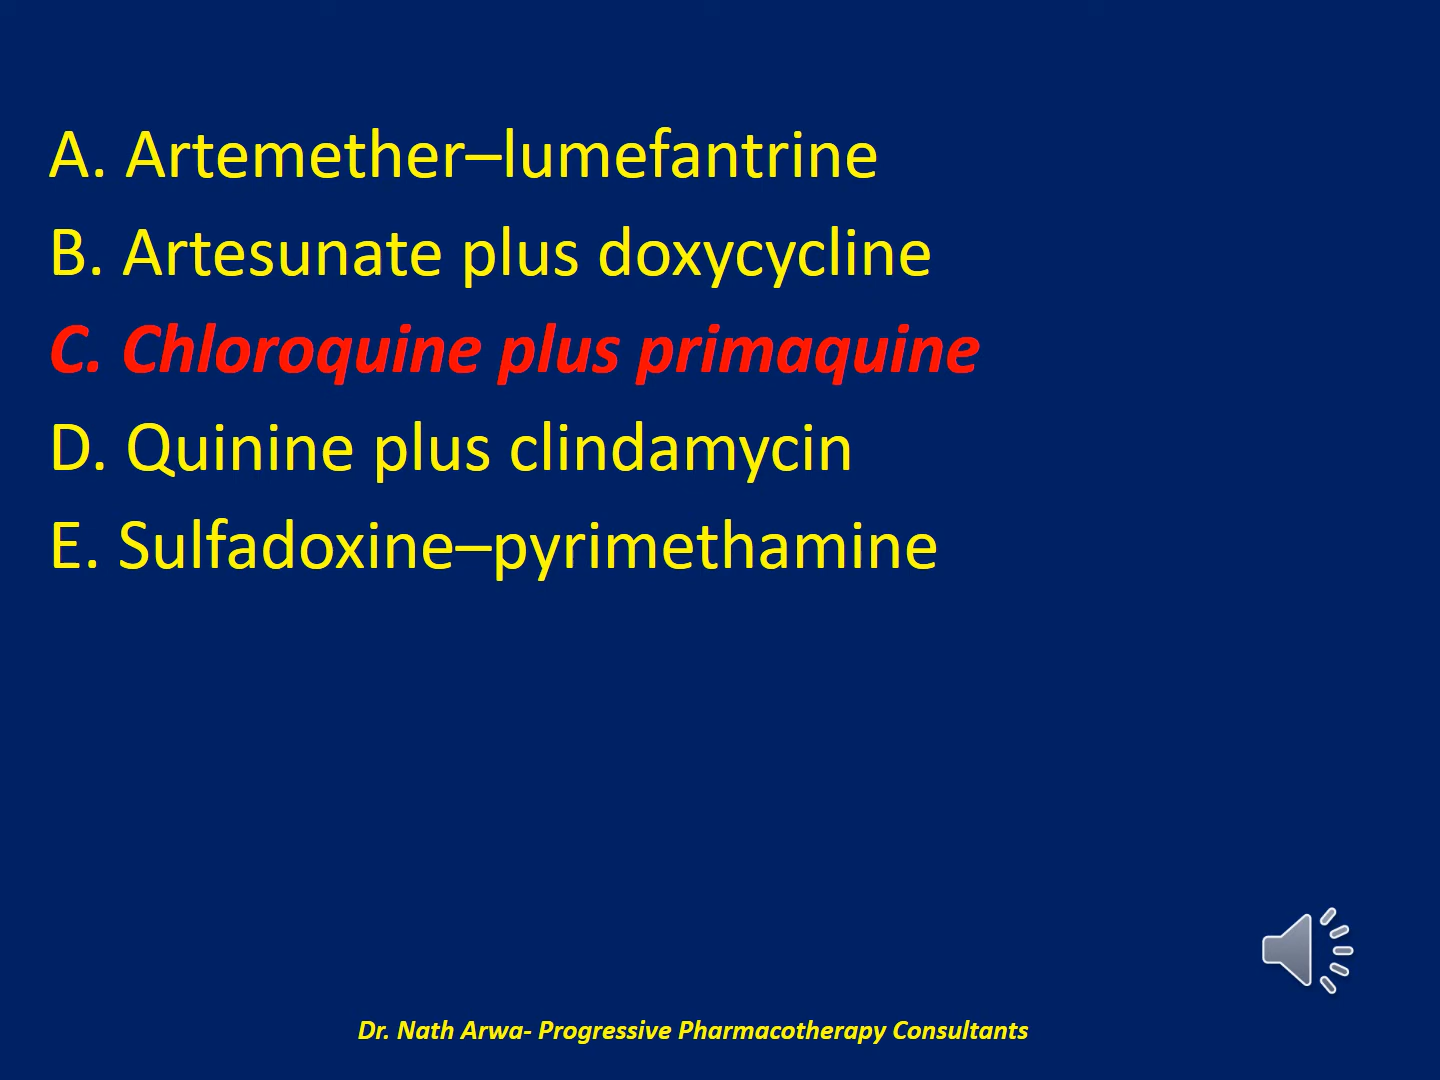 A. Artemether–lumefantrine
B. Artesunate plus doxycycline
C. Chloroquine plus primaquine
D. Quinine plus clindamycin
E. Sulfadoxine–pyrimethamine
Dr. Nath Arwa- Progressive Pharmacotherapy Consultants